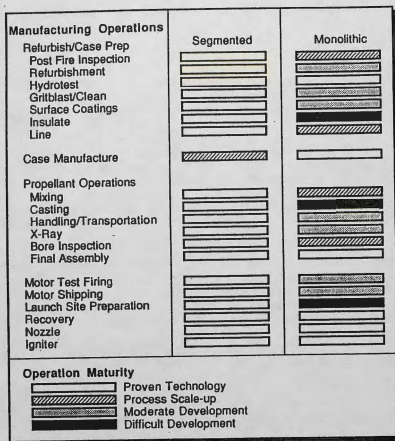 Manufacturing Operations
Segmented
Monolithic
Refurbish/Case Prep
Post Fire Inspection
Refurbishment
Hydrotest
Gritblast/Clean
Surface Coatings
Insulate
Line
Case Manufacture
Propellant Operations
Mixing
Casting
Handling/Transportation
X-Ray
Bore Inspection
Final Assembly
Motor Test Firing
Motor Shipping
Launch Site Preparation
Recovery
Nozzle
Igniter
Operation Maturity
Proven Technology
Process Scale-up
Moderate Development
Difficult Development